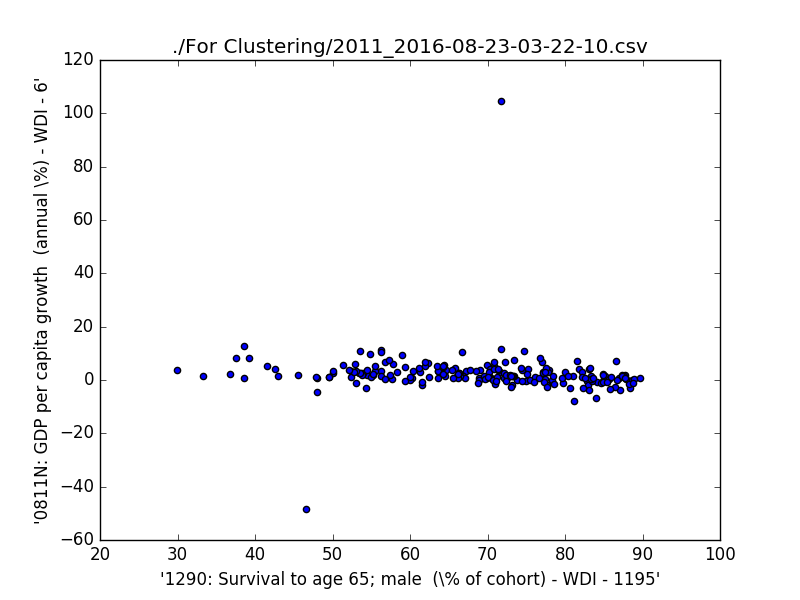 ./For Clustering/2011_2016-08-23-03-22-10.csv
120
100
80
60
40
20
0
−20
−40
−60
'0811N: GDP per capita growth  (annual \%) - WDI - 6'
20 30 40 50 60 70 80 90 100
'1290: Survival to age 65; male  (\% of cohort) - WDI - 1195'